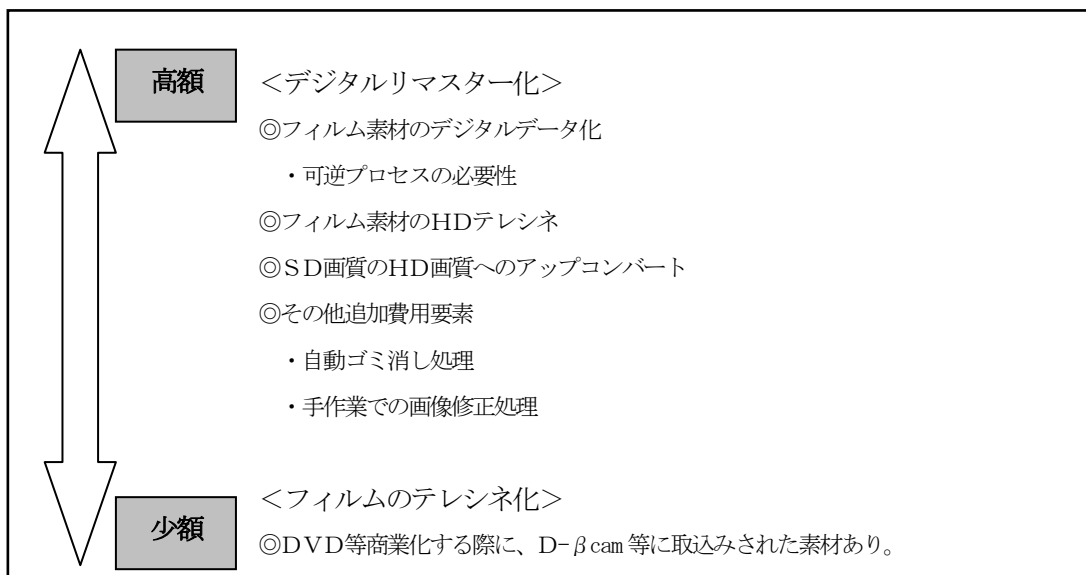 高額
＜デジタルリマスター化＞
◎フィルム素材のデジタルデータ化
・可逆プロセスの必要性
◎フィルム素材のＨＤテレシネ
◎ＳＤ画質のＨＤ画質へのアップコンバート
◎その他追加費用要素
・自動ゴミ消し処理
・手作業での画像修正処理
少額
＜フィルムのテレシネ化＞
◎ＤＶＤ等商業化する際に、D-βcam 等に取込みされた素材あり。